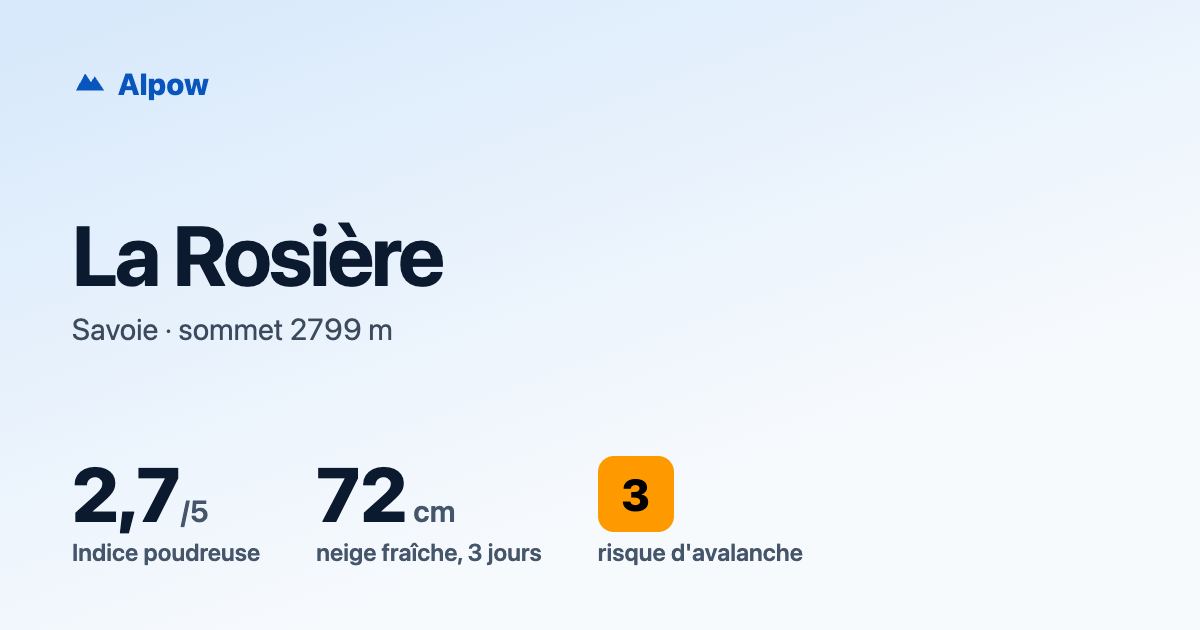 Alpow
La Rosière
Savoie · sommet 2799 m
2,7/5
Indice poudreuse
72 cm
neige fraîche, 3 jours
3
risque d'avalanche